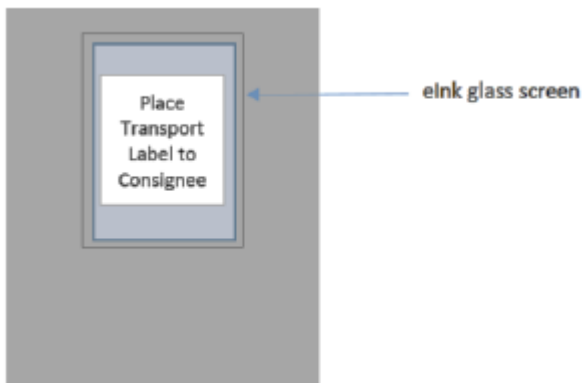 Place
Transport
Label to
Consignee
eInk glass screen